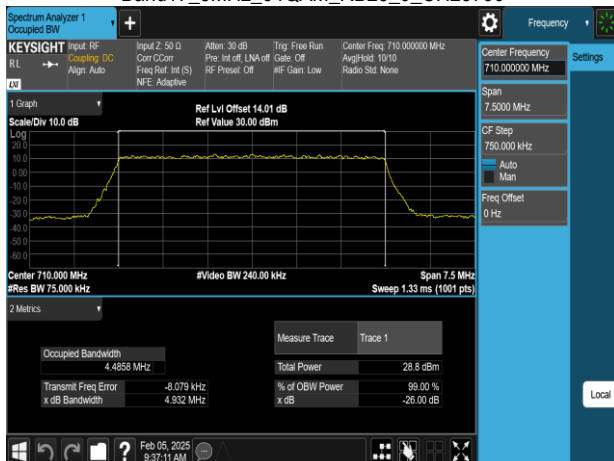 Spectrum Analyzer 1
Occupied BW
+
Frequency
KEYSIGHT
RL
LXI
Input: RF
Coupling: DC
Align: Auto
Input Z: 50 Ω
Corr CCorr
Freq Ref: Int (S)
NFE: Adaptive
Atten: 30 dB
Pre: Int off, LNA off
RF Preset: Off
Trig: Free Run
Gate: Off
#IF Gain: Low
Center Freq: 710.000000 MHz
Avg|Hold: 10/10
Radio Std: None
Center Frequency
710.000000 MHz
Settings
Span
7.5000 MHz
CF Step
750.000 kHz
Auto
Man
Freq Offset
0 Hz
Local
1 Graph
Scale/Div 10.0 dB
Ref Lvl Offset 14.01 dB
Ref Value 30.00 dBm
Log
20.0
10.0
0.00
-10.0
-20.0
-30.0
-40.0
-50.0
-60.0
Center 710.000 MHz
#Video BW 240.00 kHz
Span 7.5 MHz
#Res BW 75.000 kHz
Sweep 1.33 ms (1001 pts)
2 Metrics
Measure Trace
Trace 1
Occupied Bandwidth
4.4858 MHz
Total Power
28.8 dBm
Transmit Freq Error
-8.079 kHz
% of OBW Power
99.00 %
x dB Bandwidth
4.932 MHz
x dB
-26.00 dB
?
Feb 05, 2025
9:37:11 AM